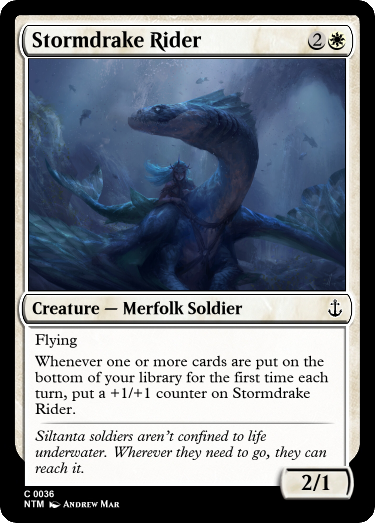 Stormdrake Rider 2
Creature — Merfolk Soldier
Flying
Whenever one or more cards are put on the
bottom of your library for the first time each
turn, put a +1/+1 counter on Stormdrake
Rider.
Siltanta soldiers aren't confined to life
underwater. Wherever they need to go, they can
reach it.
2/1
C 0036
NTM Andrew Mar